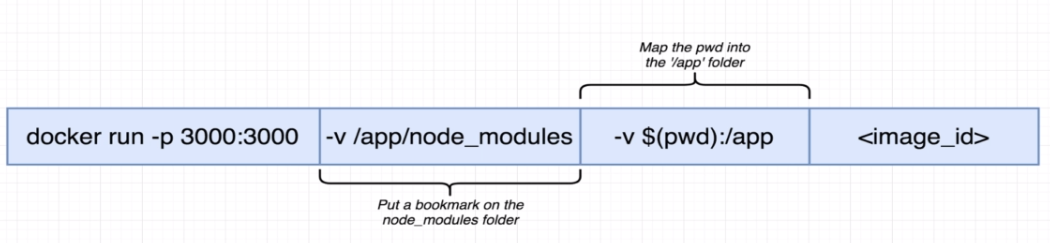 Map the pwd into
the '/app' folder
docker run -p 3000:3000 -v /app/node_modules -v $(pwd):/app <image_id>
Put a bookmark on the
node_modules folder